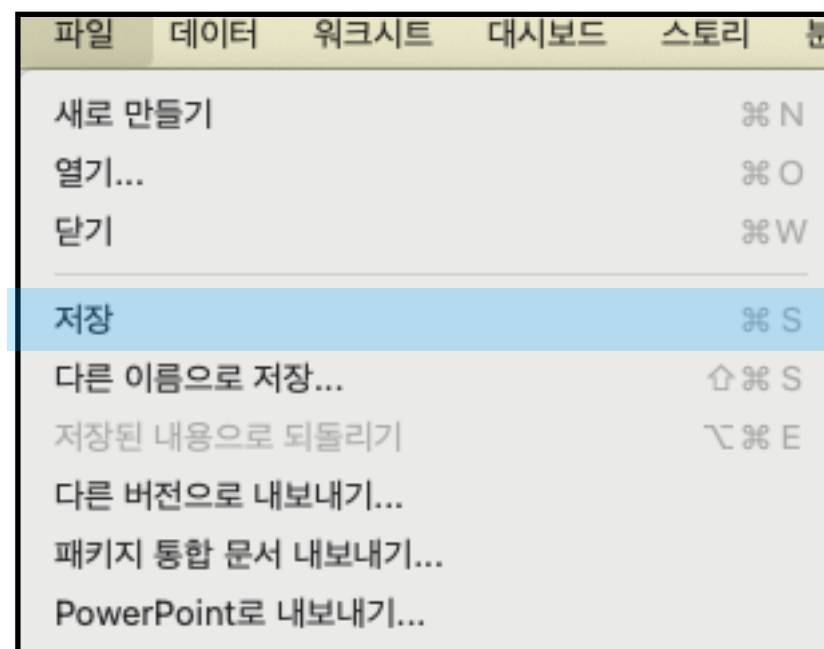 파일 데이터 워크시트 대시보드 스토리
새로 만들기 ⌘ N
열기... ⌘ O
닫기 ⌘ W
저장 ⌘ S
다른 이름으로 저장... ⇧ ⌘ S
저장된 내용으로 되돌리기 ⌥ ⌘ E
다른 버전으로 내보내기...
패키지 통합 문서 내보내기...
PowerPoint로 내보내기...